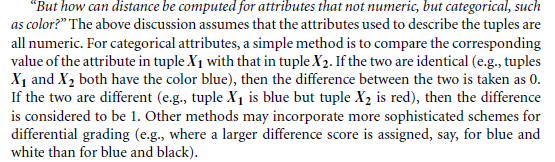 “But how can distance be computed for attributes that not numeric, but categorical, such
as color?” The above discussion assumes that the attributes used to describe the tuples are
all numeric. For categorical attributes, a simple method is to compare the corresponding
value of the attribute in tuple X1 with that in tuple X2. If the two are identical (e.g., tuples
X1 and X2 both have the color blue), then the difference between the two is taken as 0.
If the two are different (e.g., tuple X1 is blue but tuple X2 is red), then the difference
is considered to be 1. Other methods may incorporate more sophisticated schemes for
differential grading (e.g., where a larger difference score is assigned, say, for blue and
white than for blue and black).